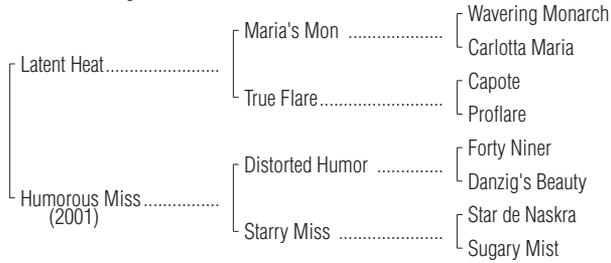 Wavering Monarch
Maria's Mon ...................
Carlotta Maria
Latent Heat.......................
Capote
True Flare.........................
Proflare
Forty Niner
Distorted Humor ..............
Danzig's Beauty
Humorous Miss................
(2001)
Star de Naskra
Starry Miss .....................
Sugary Mist